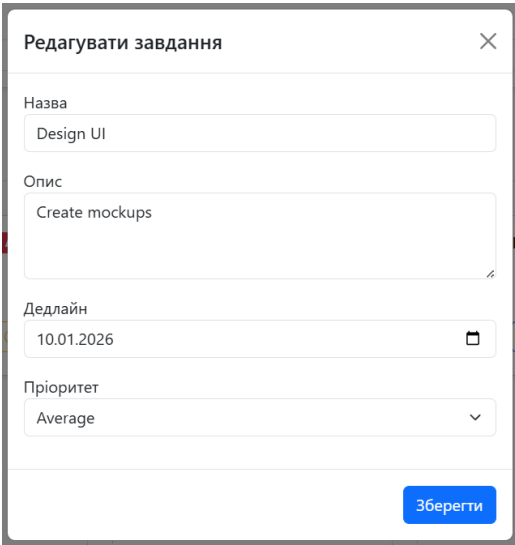 Редагувати завдання
Назва
Design UI
Опис
Create mockups
Дедлайн
10.01.2026
Пріоритет
Average
Зберегти